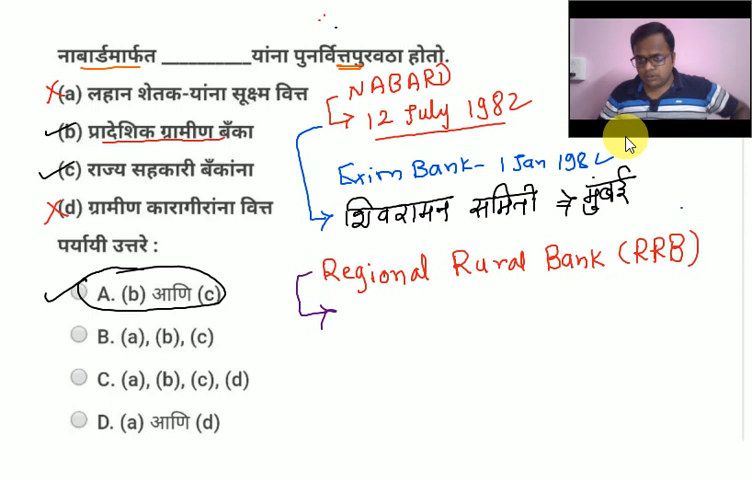 नाबार्डमार्फत __________यांना पुनर्वित्तपुरवठा होतो.
(a) लहान शेतक-यांना सूक्ष्म वित्त
(b) प्रादेशिक ग्रामीण बँका
(c) राज्य सहकारी बँकांना
(d) ग्रामीण कारागीरांना वित्त
पर्यायी उत्तरे :
A. (b) आणि (c)
B. (a), (b), (c)
C. (a), (b), (c), (d)
D. (a) आणि (d)
NABARD
12 July 1982
Exim Bank - 1 Jan 1982
शिवरामन समिती ⇒ मुंबई
Regional Rural Bank (RRB)